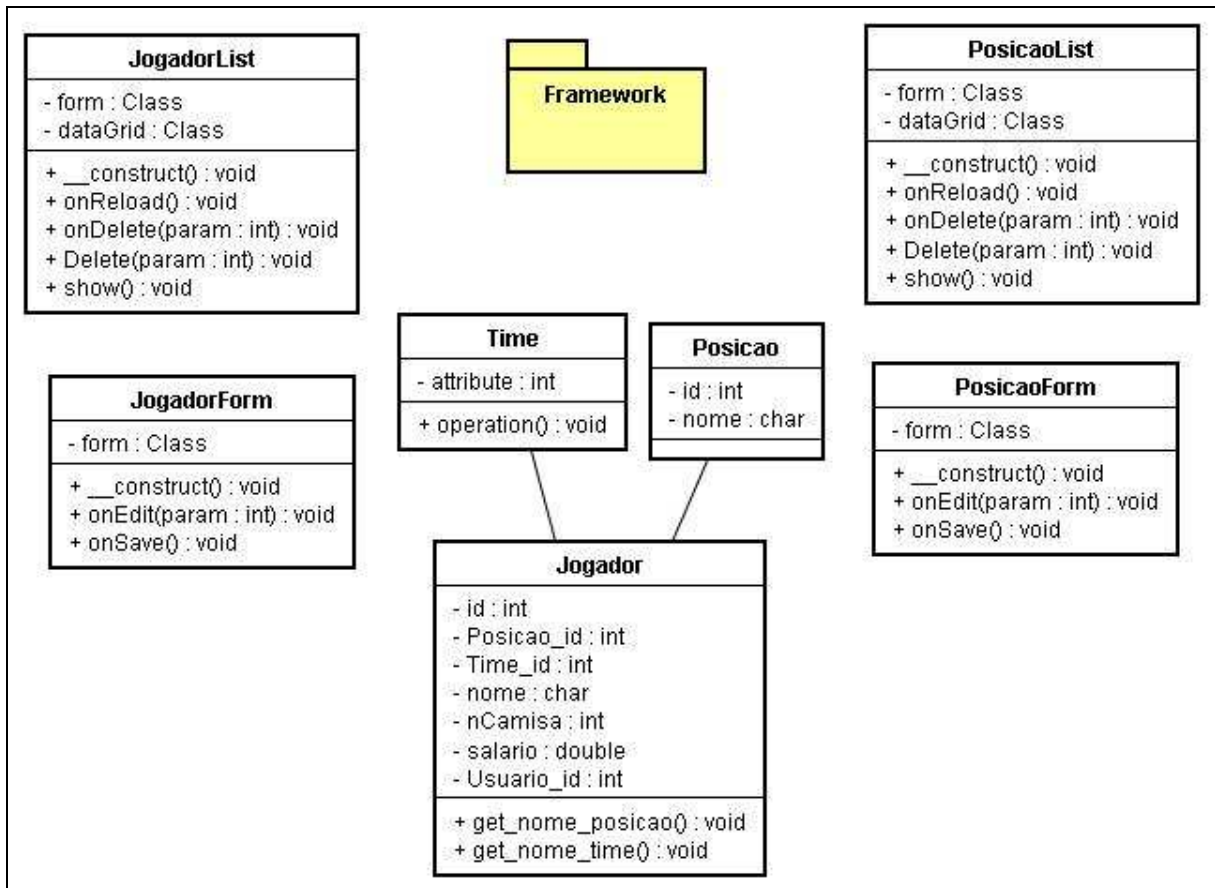 JogadorList
- form : Class
- dataGrid : Class
+ __construct() : void
+ onReload() : void
+ onDelete(param : int) : void
+ Delete(param : int) : void
+ show() : void
Framework
PosicaoList
- form : Class
- dataGrid : Class
+ __construct() : void
+ onReload() : void
+ onDelete(param : int) : void
+ Delete(param : int) : void
+ show() : void
Time
- attribute : int
+ operation() : void
Posicao
- id : int
- nome : char
JogadorForm
- form : Class
+ __construct() : void
+ onEdit(param : int) : void
+ onSave() : void
PosicaoForm
- form : Class
+ __construct() : void
+ onEdit(param : int) : void
+ onSave() : void
Jogador
- id : int
- Posicao_id : int
- Time_id : int
- nome : char
- nCamisa : int
- salario : double
- Usuario_id : int
+ get_nome_posicao() : void
+ get_nome_time() : void